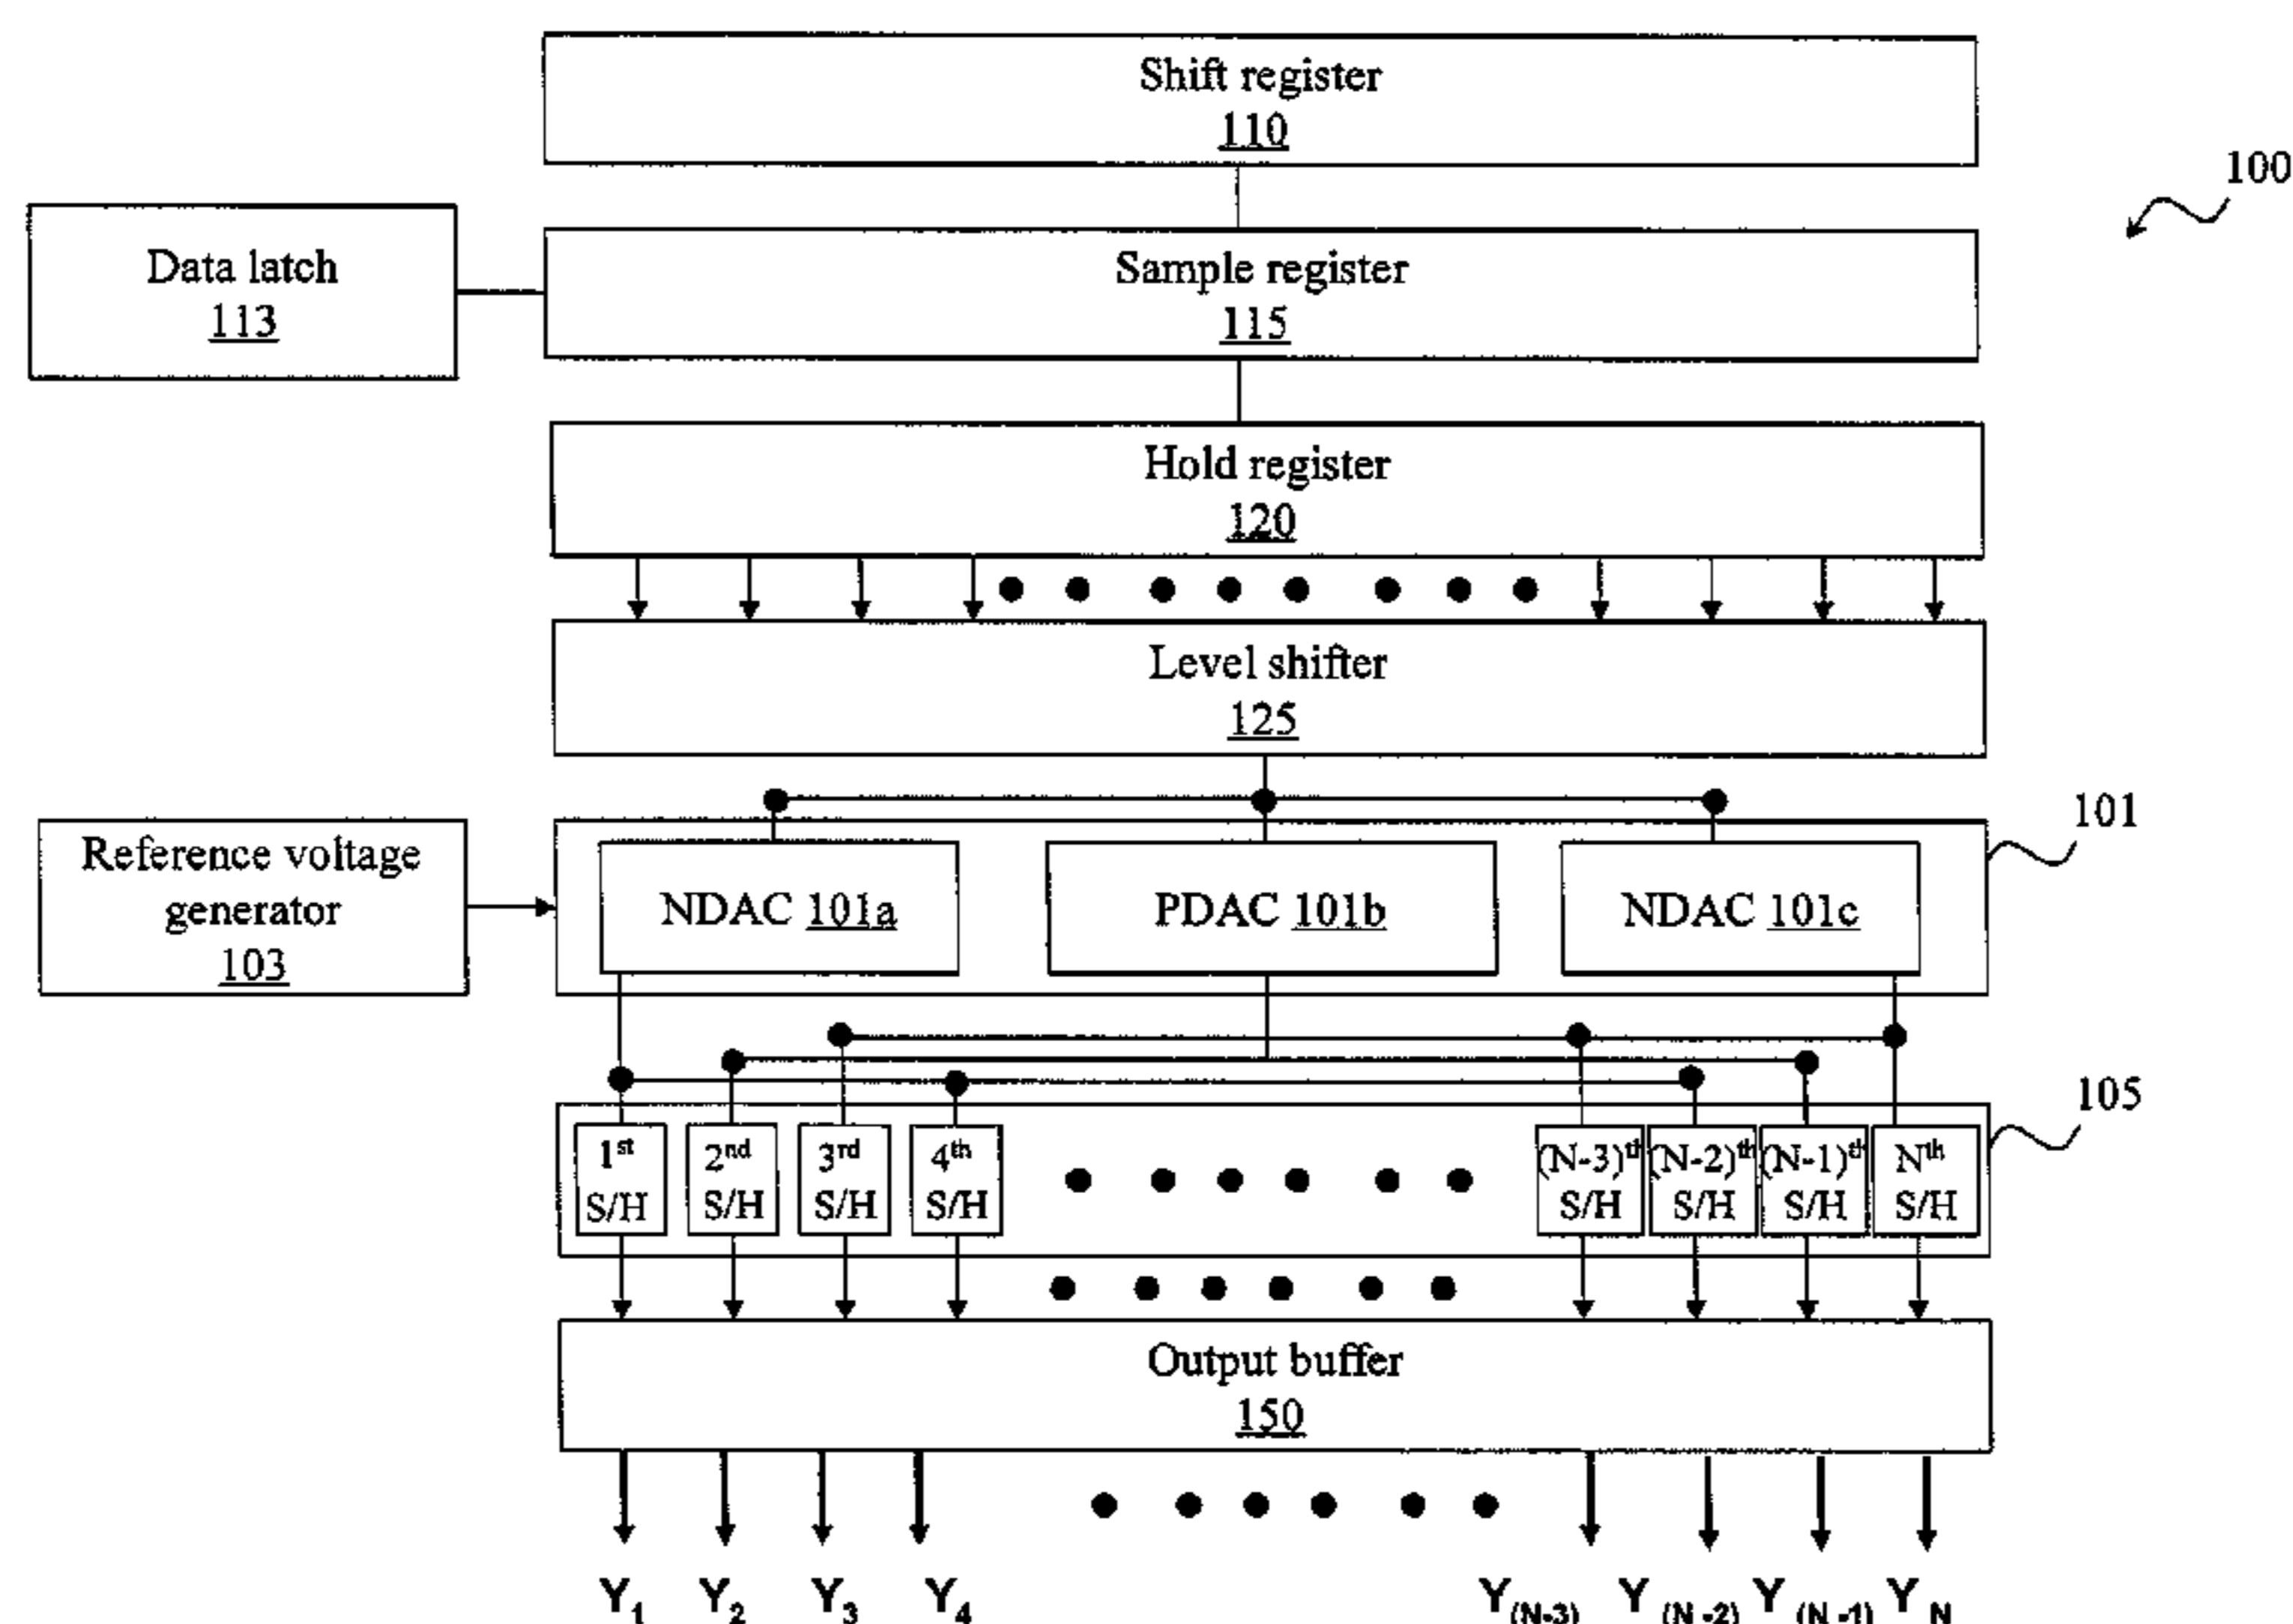 Shift register
110
100
Data latch
113
Sample register
115
Hold register
120
Level shifter
125
101
Reference voltage
generator
103
NDAC 101a
PDAC 101b
NDAC 101c
105
1st
S/H
2nd
S/H
3rd
S/H
4th
S/H
(N-3)th
S/H
(N-2)th
S/H
(N-1)th
S/H
Nth
S/H
Output buffer
150
Y1 Y2 Y3 Y4 Y(N-3) Y(N-2) Y(N-1) YN